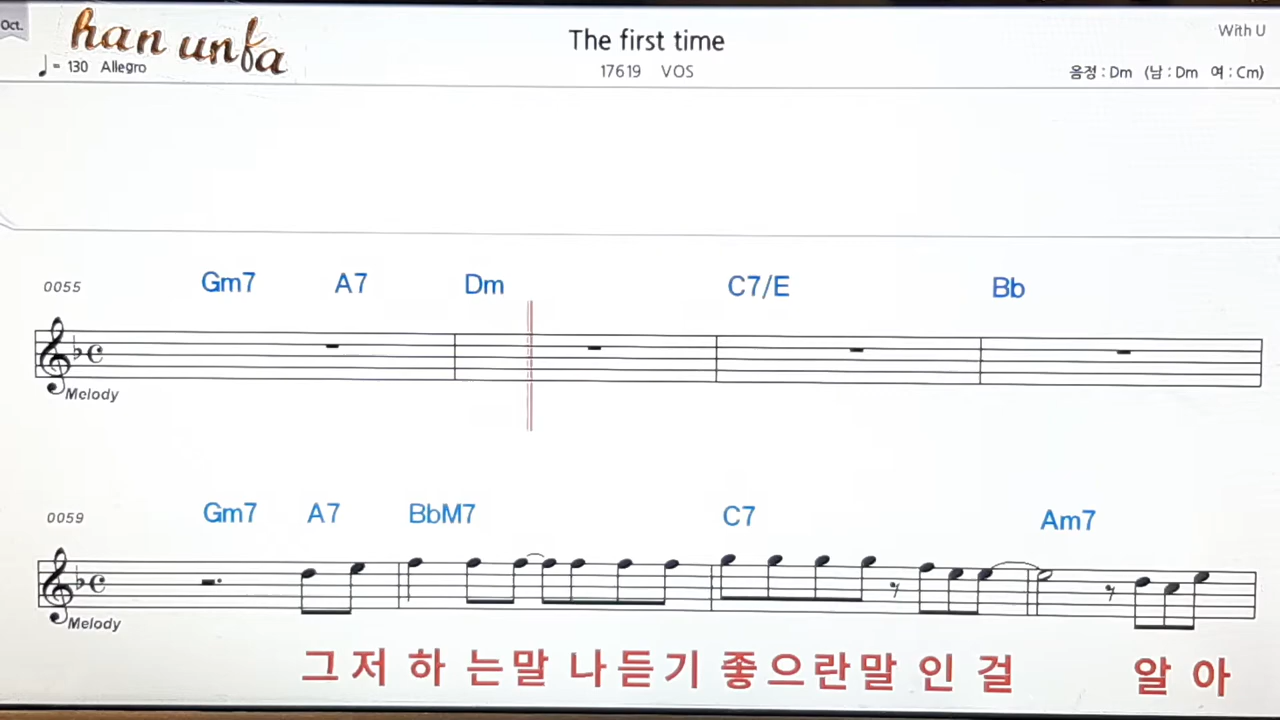 Oct.
han unfa
The first time
With U
♩= 130 Allegro
17619 VOS
음정 : Dm (남 : Dm 여 : Cm)
0055 Gm7 A7 Dm C7/E Bb
Melody
0059 Gm7 A7 BbM7 C7 Am7
Melody
그 저 하 는 말 나 듣 기 좋 으 란 말 인 걸 알 아